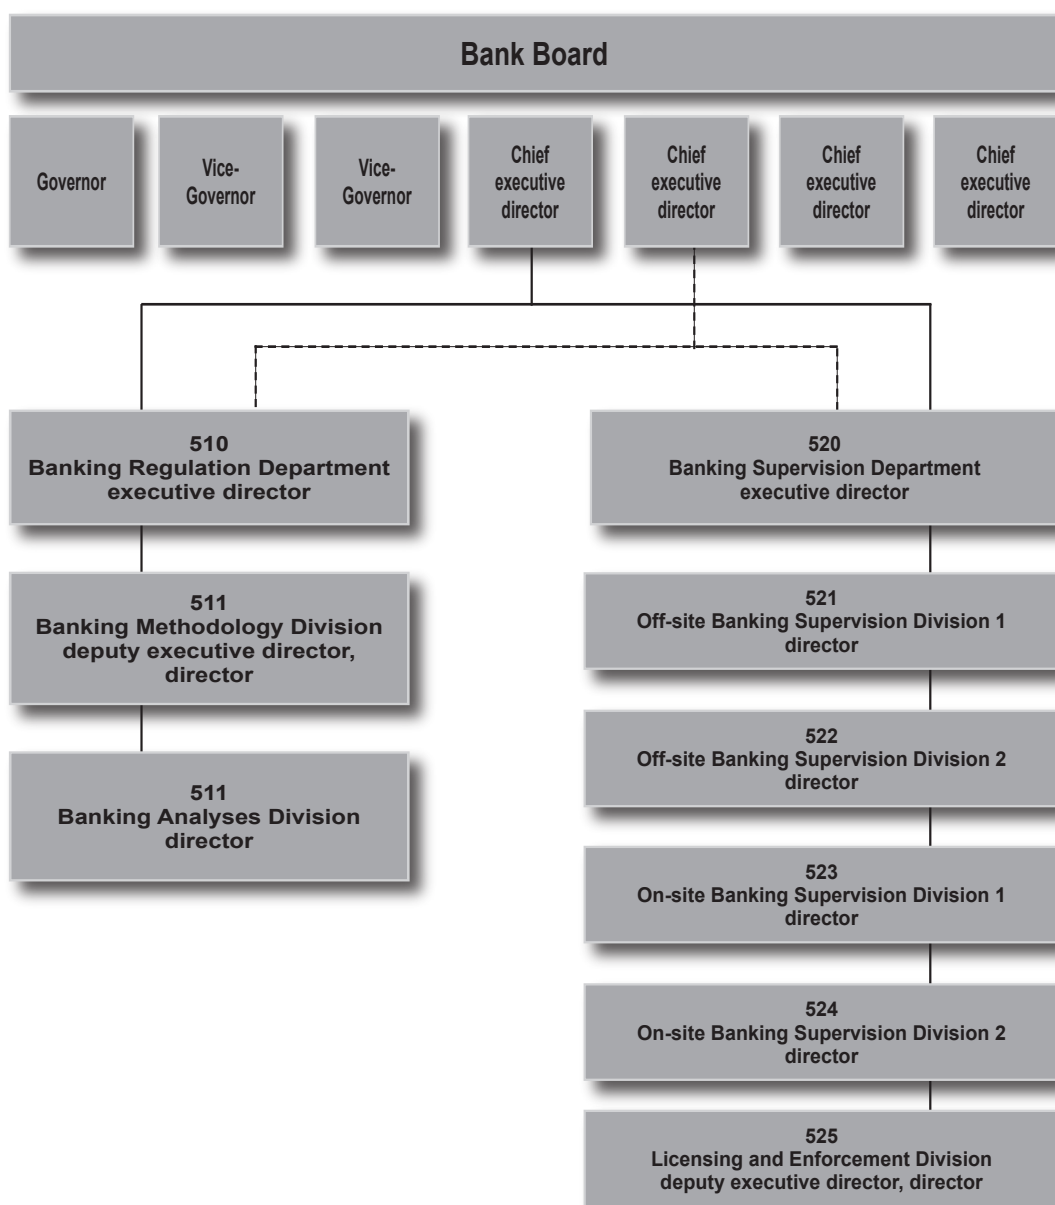 Bank Board
Governor
Vice-
Governor
Vice-
Governor
Chief
executive
director
Chief
executive
director
Chief
executive
director
Chief
executive
director
510
Banking Regulation Department
executive director
511
Banking Methodology Division
deputy executive director,
director
511
Banking Analyses Division
director
520
Banking Supervision Department
executive director
521
Off-site Banking Supervision Division 1
director
522
Off-site Banking Supervision Division 2
director
523
On-site Banking Supervision Division 1
director
524
On-site Banking Supervision Division 2
director
525
Licensing and Enforcement Division
deputy executive director, director